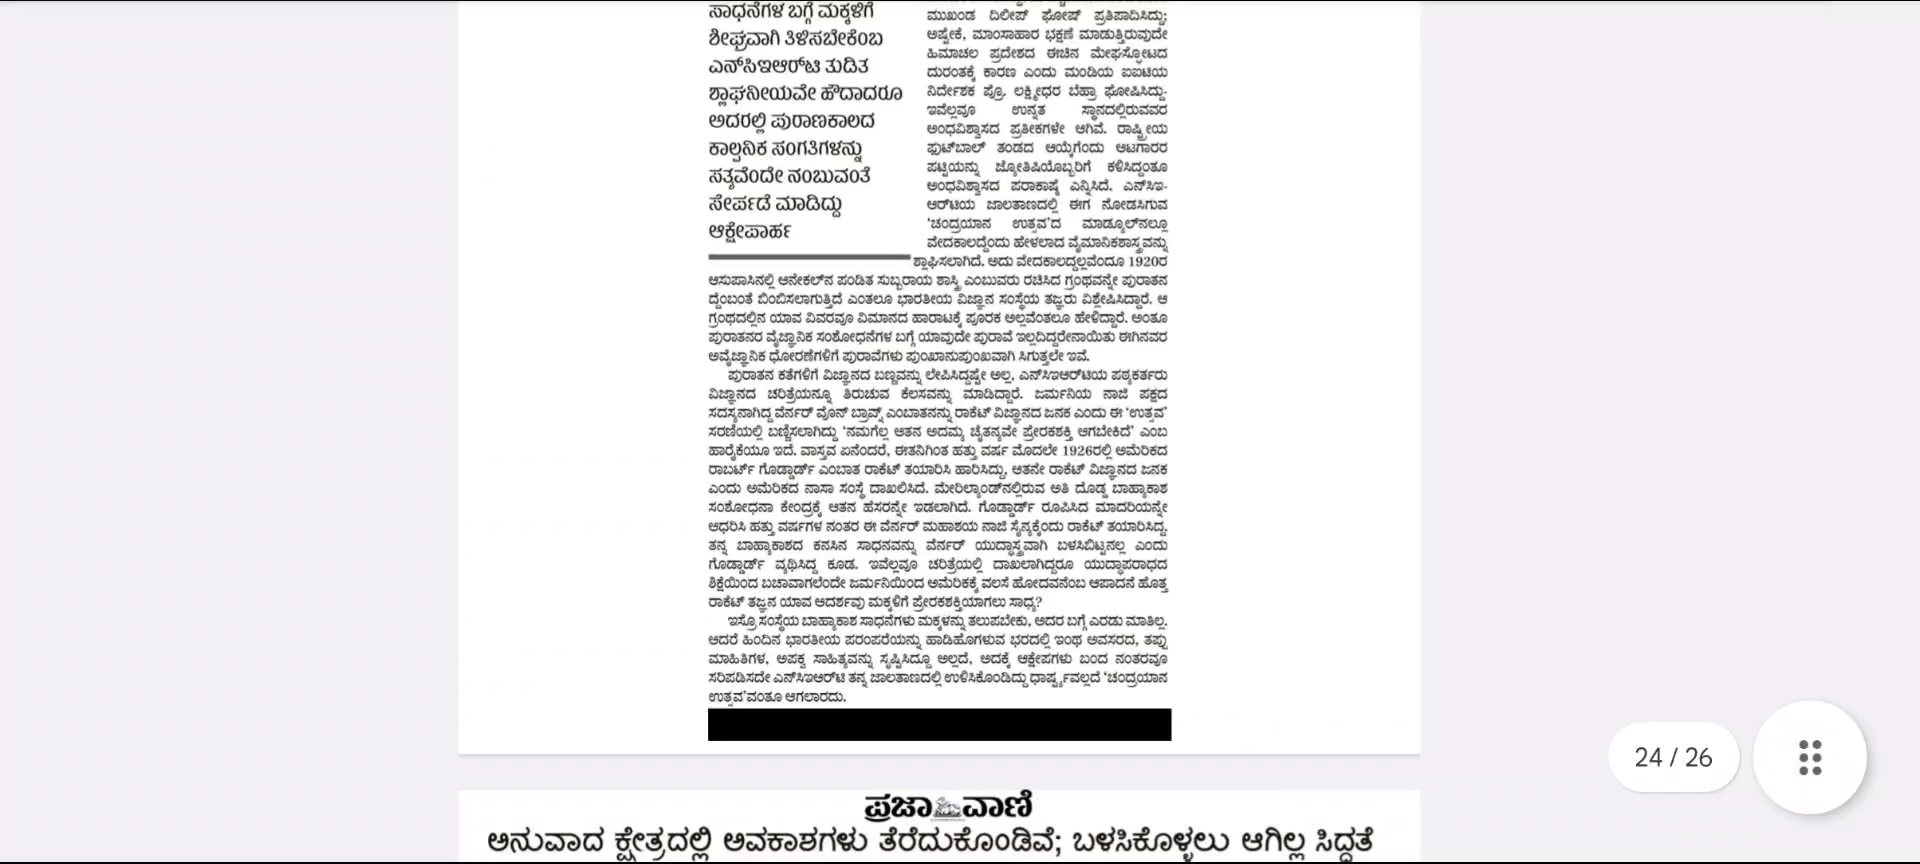 ಸಾಧನೆಗಳ ಬಗ್ಗೆ ಮಕ್ಕಳಿಗೆ
ಶೀಘ್ರವಾಗಿ ತಿಳಿಸಬೇಕೆಂಬ
ಎನ್‌ಸಿಇಆರ್‌ಟಿ ತುಡಿತ
ಶ್ಲಾಘನೀಯವೇ ಹೌದಾದರೂ
ಅದರಲ್ಲಿ ಪುರಾಣಕಾಲದ
ಕಾಲ್ಪನಿಕ ಸಂಗತಿಗಳನ್ನು
ಸತ್ಯವೆಂದೇ ನಂಬುವಂತೆ
ಸೇರ್ಪಡೆ ಮಾಡಿದ್ದು
ಆಕ್ಷೇಪಾರ್ಹ
ಮುಖಂಡ ದಿಲೀಪ್ ಘೋಷ್ ಪ್ರತಿಪಾದಿಸಿದ್ದು;
ಅಷ್ಟೇಕೆ, ಮಾಂಸಾಹಾರ ಭಕ್ಷಣೆ ಮಾಡುತ್ತಿರುವುದೇ
ಹಿಮಾಚಲ ಪ್ರದೇಶದ ಈಚಿನ ಮೇಘಸ್ಫೋಟದ
ದುರಂತಕ್ಕೆ ಕಾರಣ ಎಂದು ಮಂಡಿಯ ಐಐಟಿಯ
ನಿರ್ದೇಶಕ ಪ್ರೊ. ಲಕ್ಷ್ಮೀಧರ ಬೆಹ್ರಾ ಘೋಷಿಸಿದ್ದು-
ಇವೆಲ್ಲವೂ ಉನ್ನತ ಸ್ಥಾನದಲ್ಲಿರುವವರ
ಅಂಧವಿಶ್ವಾಸದ ಪ್ರತೀಕಗಳೇ ಆಗಿವೆ. ರಾಷ್ಟ್ರೀಯ
ಫುಟ್‌ಬಾಲ್ ತಂಡದ ಆಯ್ಕೆಗೆಂದು ಆಟಗಾರರ
ಪಟ್ಟಿಯನ್ನು ಜ್ಯೋತಿಷಿಯೊಬ್ಬರಿಗೆ ಕಳಿಸಿದ್ದಂತೂ
ಅಂಧವಿಶ್ವಾಸದ ಪರಾಕಾಷ್ಠೆ ಎನ್ನಿಸಿದೆ. ಎನ್‌ಸಿಇ-
ಆರ್‌ಟಿಯ ಜಾಲತಾಣದಲ್ಲಿ ಈಗ ನೋಡಸಿಗುವ
‘ಚಂದ್ರಯಾನ ಉತ್ಸವ’ದ ಮಾಡ್ಯೂಲ್‌ನಲ್ಲೂ
ವೇದಕಾಲದ್ದೆಂದು ಹೇಳಲಾದ ವೈಮಾನಿಕಶಾಸ್ತ್ರವನ್ನು
ಶ್ಲಾಘಿಸಲಾಗಿದೆ. ಅದು ವೇದಕಾಲದ್ದಲ್ಲವೆಂದೂ 1920ರ
ಆಸುಪಾಸಿನಲ್ಲಿ ಆನೇಕಲ್‌ನ ಪಂಡಿತ ಸುಬ್ಬರಾಯ ಶಾಸ್ತ್ರಿ ಎಂಬುವರು ರಚಿಸಿದ ಗ್ರಂಥವನ್ನೇ ಪುರಾತನ
ದ್ದೆಂಬಂತೆ ಬಿಂಬಿಸಲಾಗುತ್ತಿದೆ ಎಂತಲೂ ಭಾರತೀಯ ವಿಜ್ಞಾನ ಸಂಸ್ಥೆಯ ತಜ್ಞರು ವಿಶ್ಲೇಷಿಸಿದ್ದಾರೆ. ಆ
ಗ್ರಂಥದಲ್ಲಿನ ಯಾವ ವಿವರವೂ ವಿಮಾನದ ಹಾರಾಟಕ್ಕೆ ಪೂರಕ ಅಲ್ಲವೆಂತಲೂ ಹೇಳಿದ್ದಾರೆ. ಅಂತೂ
ಪುರಾತನರ ವೈಜ್ಞಾನಿಕ ಸಂಶೋಧನೆಗಳ ಬಗ್ಗೆ ಯಾವುದೇ ಪುರಾವೆ ಇಲ್ಲದಿದ್ದರೇನಾಯಿತು ಈಗಿನವರ
ಅವೈಜ್ಞಾನಿಕ ಧೋರಣೆಗಳಿಗೆ ಪುರಾವೆಗಳು ಪುಂಖಾನುಪುಂಖವಾಗಿ ಸಿಗುತ್ತಲೇ ಇವೆ.
ಪುರಾತನ ಕತೆಗಳಿಗೆ ವಿಜ್ಞಾನದ ಬಣ್ಣವನ್ನು ಲೇಪಿಸಿದ್ದಷ್ಟೇ ಅಲ್ಲ, ಎನ್‌ಸಿಇಆರ್‌ಟಿಯ ಪಠ್ಯಕರ್ತರು
ವಿಜ್ಞಾನದ ಚರಿತ್ರೆಯನ್ನೂ ತಿರುಚುವ ಕೆಲಸವನ್ನು ಮಾಡಿದ್ದಾರೆ. ಜರ್ಮನಿಯ ನಾಜಿ ಪಕ್ಷದ
ಸದಸ್ಯನಾಗಿದ್ದ ವೆರ್ನರ್ ವೊನ್ ಬ್ರಾವ್ನ್ ಎಂಬಾತನನ್ನು ರಾಕೆಟ್ ವಿಜ್ಞಾನದ ಜನಕ ಎಂದು ಈ ‘ಉತ್ಸವ’
ಸರಣಿಯಲ್ಲಿ ಬಣ್ಣಿಸಲಾಗಿದ್ದು ‘ನಮಗೆಲ್ಲ ಆತನ ಅದಮ್ಯ ಚೈತನ್ಯವೇ ಪ್ರೇರಕಶಕ್ತಿ ಆಗಬೇಕಿದೆ’ ಎಂಬ
ಹಾರೈಕೆಯೂ ಇದೆ. ವಾಸ್ತವ ಏನೆಂದರೆ, ಈತನಿಗಿಂತ ಹತ್ತು ವರ್ಷ ಮೊದಲೇ 1926ರಲ್ಲಿ ಅಮೆರಿಕದ
ರಾಬರ್ಟ್ ಗೊಡ್ಡಾರ್ಡ್ ಎಂಬಾತ ರಾಕೆಟ್ ತಯಾರಿಸಿ ಹಾರಿಸಿದ್ದು, ಆತನೇ ರಾಕೆಟ್ ವಿಜ್ಞಾನದ ಜನಕ
ಎಂದು ಅಮೆರಿಕದ ನಾಸಾ ಸಂಸ್ಥೆ ದಾಖಲಿಸಿದೆ. ಮೇರಿಲ್ಯಾಂಡ್‌ನಲ್ಲಿರುವ ಅತಿ ದೊಡ್ಡ ಬಾಹ್ಯಾಕಾಶ
ಸಂಶೋಧನಾ ಕೇಂದ್ರಕ್ಕೆ ಆತನ ಹೆಸರನ್ನೇ ಇಡಲಾಗಿದೆ. ಗೊಡ್ಡಾರ್ಡ್ ರೂಪಿಸಿದ ಮಾದರಿಯನ್ನೇ
ಆಧರಿಸಿ ಹತ್ತು ವರ್ಷಗಳ ನಂತರ ಈ ವೆರ್ನರ್ ಮಹಾಶಯ ನಾಜಿ ಸೈನ್ಯಕ್ಕೆಂದು ರಾಕೆಟ್ ತಯಾರಿಸಿದ್ದ.
ತನ್ನ ಬಾಹ್ಯಾಕಾಶದ ಕನಸಿನ ಸಾಧನವನ್ನು ವೆರ್ನರ್ ಯುದ್ಧಾಸ್ತ್ರವಾಗಿ ಬಳಸಿಬಿಟ್ಟನಲ್ಲ ಎಂದು
ಗೊಡ್ಡಾರ್ಡ್ ವ್ಯಥಿಸಿದ್ದ ಕೂಡ. ಇವೆಲ್ಲವೂ ಚರಿತ್ರೆಯಲ್ಲಿ ದಾಖಲಾಗಿದ್ದರೂ ಯುದ್ಧಾಪರಾಧದ
ಶಿಕ್ಷೆಯಿಂದ ಬಚಾವಾಗಲೆಂದೇ ಜರ್ಮನಿಯಿಂದ ಅಮೆರಿಕಕ್ಕೆ ವಲಸೆ ಹೋದವನೆಂಬ ಆಪಾದನೆ ಹೊತ್ತ
ರಾಕೆಟ್ ತಜ್ಞನ ಯಾವ ಆದರ್ಶವು ಮಕ್ಕಳಿಗೆ ಪ್ರೇರಕಶಕ್ತಿಯಾಗಲು ಸಾಧ್ಯ?
ಇಸ್ರೊ ಸಂಸ್ಥೆಯ ಬಾಹ್ಯಾಕಾಶ ಸಾಧನೆಗಳು ಮಕ್ಕಳನ್ನು ತಲುಪಬೇಕು, ಅದರ ಬಗ್ಗೆ ಎರಡು ಮಾತಿಲ್ಲ.
ಆದರೆ ಹಿಂದಿನ ಭಾರತೀಯ ಪರಂಪರೆಯನ್ನು ಹಾಡಿಹೊಗಳುವ ಭರದಲ್ಲಿ ಇಂಥ ಅವಸರದ, ತಪ್ಪು
ಮಾಹಿತಿಗಳ, ಅಪಕ್ವ ಸಾಹಿತ್ಯವನ್ನು ಸೃಷ್ಟಿಸಿದ್ದೂ ಅಲ್ಲದೆ, ಅದಕ್ಕೆ ಆಕ್ಷೇಪಗಳು ಬಂದ ನಂತರವೂ
ಸರಿಪಡಿಸದೇ ಎನ್‌ಸಿಇಆರ್‌ಟಿ ತನ್ನ ಜಾಲತಾಣದಲ್ಲಿ ಉಳಿಸಿಕೊಂಡಿದ್ದು ಧಾರ್ಷ್ಟ್ಯವಲ್ಲದೆ ‘ಚಂದ್ರಯಾನ
ಉತ್ಸವ’ವಂತೂ ಆಗಲಾರದು.
24 / 26
ಪ್ರಜಾವಾಣಿ
ಅನುವಾದ ಕ್ಷೇತ್ರದಲ್ಲಿ ಅವಕಾಶಗಳು ತೆರೆದುಕೊಂಡಿವೆ; ಬಳಸಿಕೊಳ್ಳಲು ಆಗಿಲ್ಲ ಸಿದ್ಧತೆ